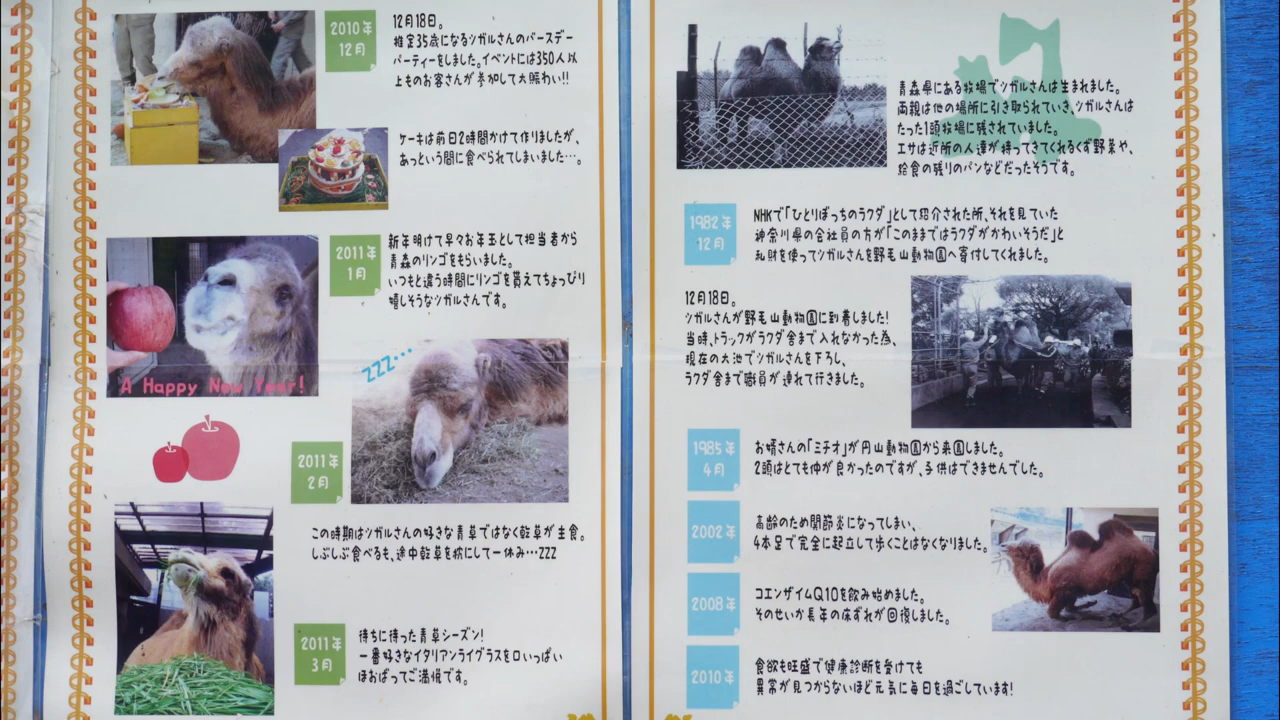 2010年
12月
12月18日。
推定35歳になるツガルさんのバースデー
パーティーをしました。イベントには350人以
上ものお客さんが参加して大賑わい!!
ケーキは前日2時間かけて作りましたが、
あっという間に食べられてしまいました…。
2011年
1月
新年明けて早々お年玉として担当者から
青森のリンゴをもらいました。
いつもと違う時間にリンゴを貰えてちょっぴり
嬉しそうなツガルさんです。
A Happy New Year!
ZZZ…
2011年
2月
この時期はツガルさんの好きな青草ではなく乾草が主食。
しぶしぶ食べるも、途中乾草を枕にして一休み…ZZZ
2011年
3月
待ちに待った青草シーズン!
一番好きなイタリアンライグラスを口いっぱい
ほおばってご満悦です。
青森県にある牧場でツガルさんは生まれました。
両親は他の場所に引き取られていき、ツガルさんは
たった1頭牧場に残されていました。
エサは近所の人達が持ってきてくれるくず野菜や、
給食の残りのパンなどだったそうです。
1982年
12月
NHKで「ひとりぼっちのラクダ」として紹介された所、それを見ていた
神奈川県の会社員の方が「このままではラクダがかわいそうだ」と
私財を使ってツガルさんを野毛山動物園へ寄付してくれました。
12月18日。
ツガルさんが野毛山動物園に到着しました!
当時、トラックがラクダ舎まで入れなかった為、
現在の大池でツガルさんを下ろし、
ラクダ舎まで職員が連れて行きました。
1985年
4月
お婿さんの「ミチオ」が円山動物園から来園しました。
2頭はとても仲が良かったのですが、子供はできませんでした。
2002年
高齢のため関節炎になってしまい、
4本足で完全に起立して歩くことはなくなりました。
2008年
コエンザイムQ10を飲み始めました。
そのせいか長年の床ずれが回復しました。
2010年
食欲も旺盛で健康診断を受けても
異常が見つからないほど元気に毎日を過ごしています!